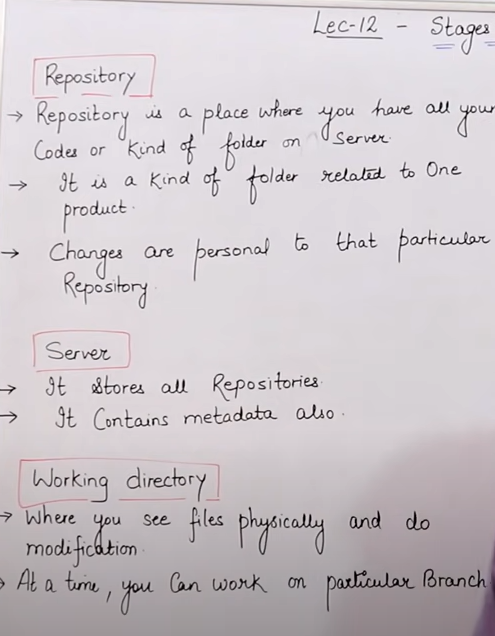 Lec-12 - Stages
Repository
→ Repository is a place where you have all your
Codes or Kind of folder on Server.
→ It is a Kind of folder related to One
product.
→ Changes are personal to that particular
Repository.
Server
→ It Stores all Repositories.
→ It Contains metadata also.
Working directory
→ Where you see files physically and do
modification.
→ At a time, you Can work on particular Branch